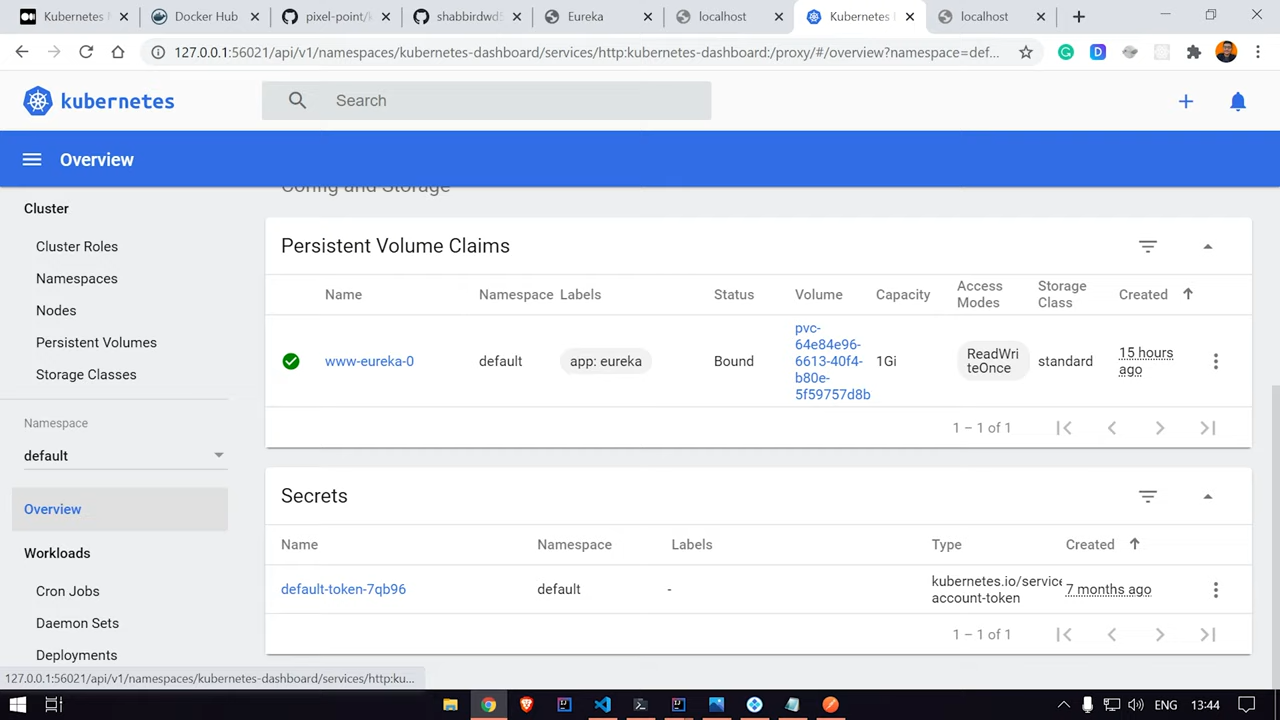 Kubernetes
Docker Hub
pixel-point/k
shabbirdwd5
Eureka
localhost
Kubernetes
localhost
127.0.0.1:56021/api/v1/namespaces/kubernetes-dashboard/services/http:kubernetes-dashboard:/proxy/#/overview?namespace=def...
kubernetes
Search
Overview
Config and Storage
Cluster
Cluster Roles
Namespaces
Nodes
Persistent Volumes
Storage Classes
Namespace
default
Overview
Workloads
Cron Jobs
Daemon Sets
Deployments
Persistent Volume Claims
Name Namespace Labels Status Volume Capacity Access Modes Storage Class Created
www-eureka-0 default app: eureka Bound
pvc-
64e84e96-
6613-40f4-
b80e-
5f59757d8b
1Gi
ReadWri
teOnce
standard
15 hours
ago
1 – 1 of 1
Secrets
Name Namespace Labels Type Created
default-token-7qb96 default -
kubernetes.io/service
account-token
7 months ago
1 – 1 of 1
127.0.0.1:56021/api/v1/namespaces/kubernetes-dashboard/services/http:ku...
ENG 13:44